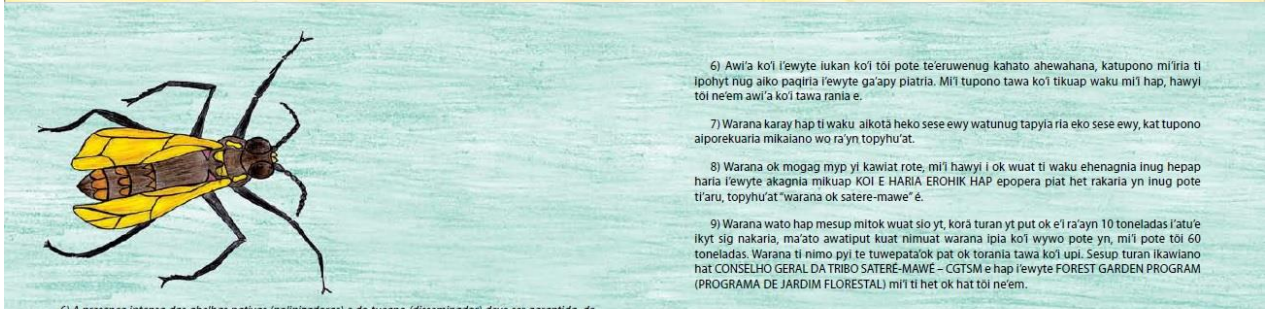 6) Awi'a ko'i i'ewyte iukan ko'i tõi pote te'eruwenug kahato ahewahana, katupono mi'iria ti
ipohyt nug aiko paqiria i'ewyte ga'apy piatria. Mi'i tupono tawa ko'i tikuap waku mi'i hap, hawyi
tõi ne'em awi'a ko'i tawa rania e.
7) Warana karay hap ti waku aikotã heko sese ewy watunug tapyia ria eko sese ewy, kat tupono
aiporekuaria mikaiano wo ra'yn topyhu'at.
8) Warana ok mogag myp yi kawiat rote, mi'i hawyi i ok wuat ti waku ehenagnia inug hepap
haria i'ewyte akagnia mikuap KOI E HARIA EROHIK HAP epopera piat het rakaria yn inug pote
ti'aru, topyhu'at "warana ok satere-mawe" é.
9) Warana wato hap mesup mitok wuat sio yt, korã turan yt put ok e'i ra'ayn 10 toneladas i'atu'e
ikyt sig nakaria, ma'ato awatiput kuat nimuat warana ipia ko'i wywo pote yn, mi'i pote tõi 60
toneladas. Warana ti nimo pyi te tuwepata'ok pat ok torania tawa ko'i upi. Sesup turan ikawiano
hat CONSELHO GERAL DA TRIBO SATERÉ-MAWÉ – CGTSM e hap i'ewyte FOREST GARDEN PROGRAM
(PROGRAMA DE JARDIM FLORESTAL) mi'i ti het ok hat tõi ne'em.